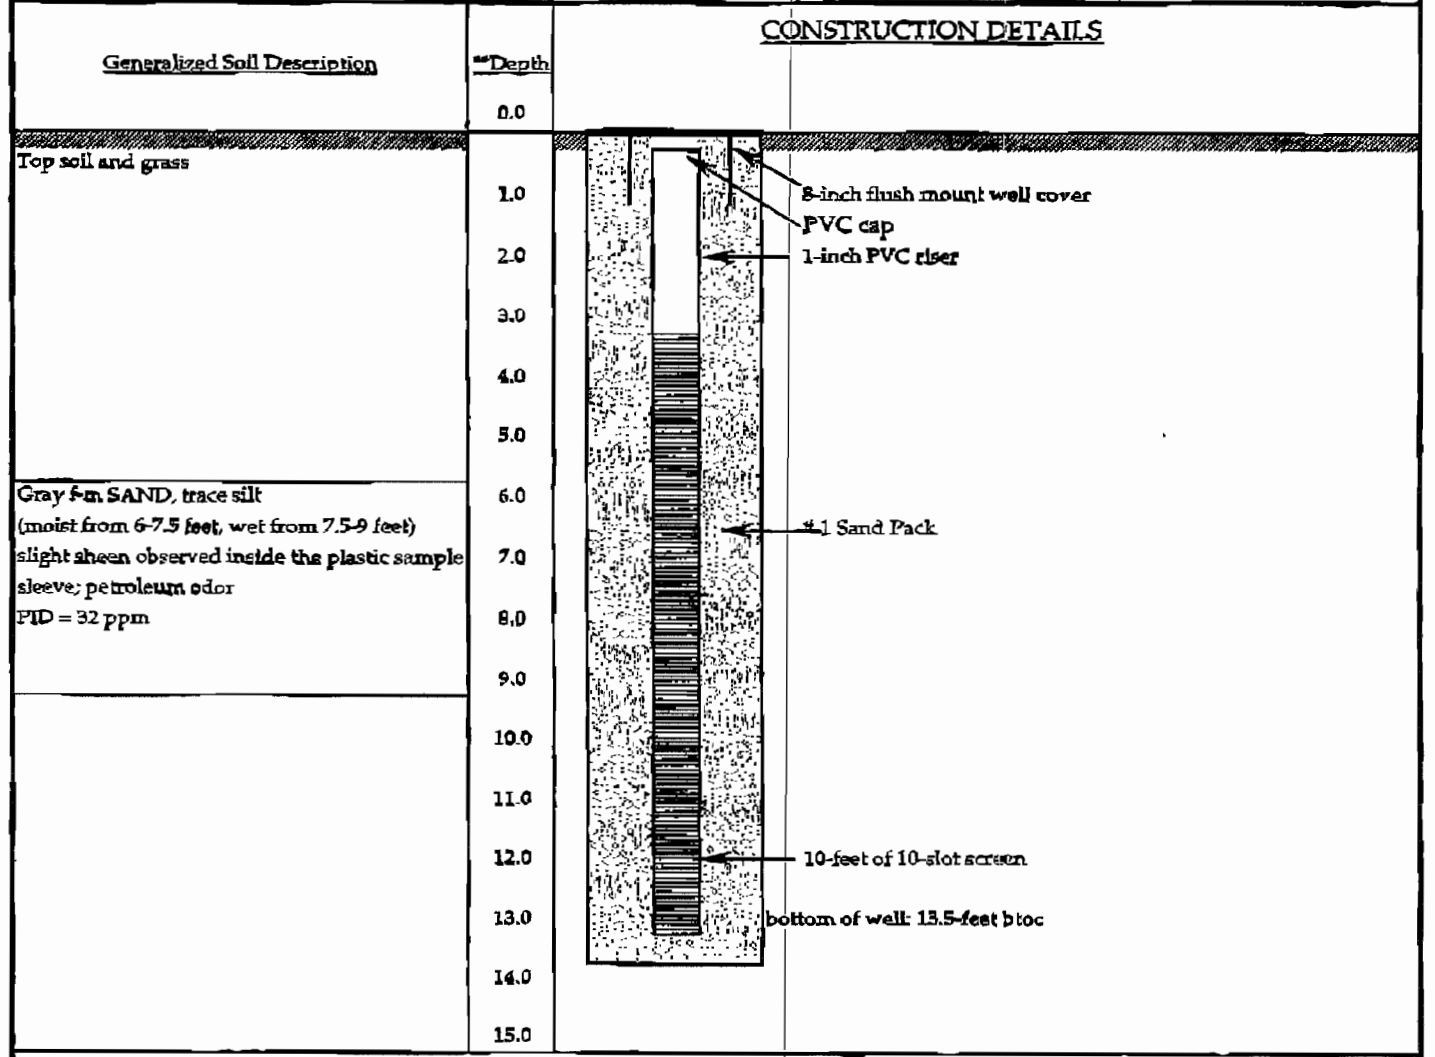 CONSTRUCTION DETAILS
Generalized Soil Description
**Depth
0.0
Top soil and grass
1.0
8-inch flush mount well cover
PVC cap
2.0
1-inch PVC riser
3.0
4.0
5.0
Gray f-m SAND, trace silt
6.0
(moist from 6-7.5 feet, wet from 7.5-9 feet)
#1 Sand Pack
slight sheen observed inside the plastic sample
7.0
sleeve; petroleum odor
PID = 32 ppm
8.0
9.0
10.0
11.0
12.0
10-feet of 10-slot screen
13.0
bottom of well: 13.5-feet btoc
14.0
15.0